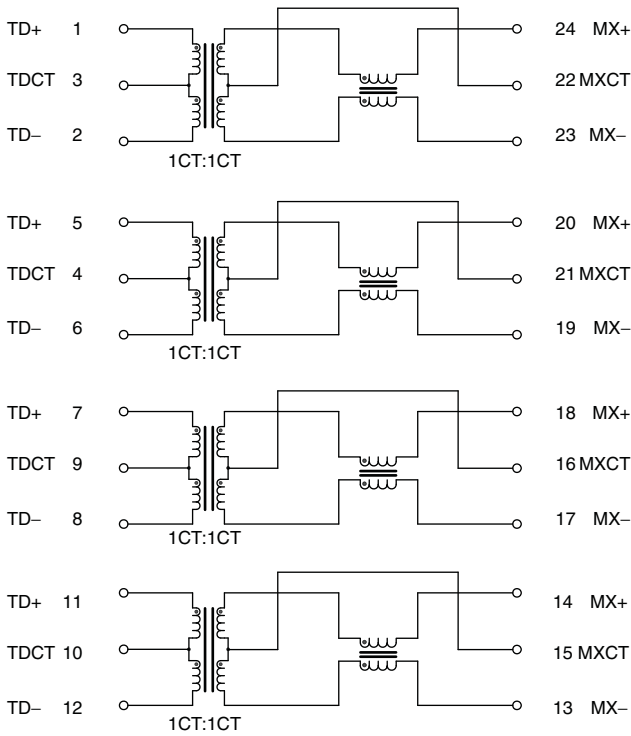 TD+ 1 24 MX+
TDCT 3 22 MXCT
TD− 2 23 MX−
1CT:1CT
TD+ 5 20 MX+
TDCT 4 21 MXCT
TD− 6 19 MX−
1CT:1CT
TD+ 7 18 MX+
TDCT 9 16 MXCT
TD− 8 17 MX−
1CT:1CT
TD+ 11 14 MX+
TDCT 10 15 MXCT
TD− 12 13 MX−
1CT:1CT